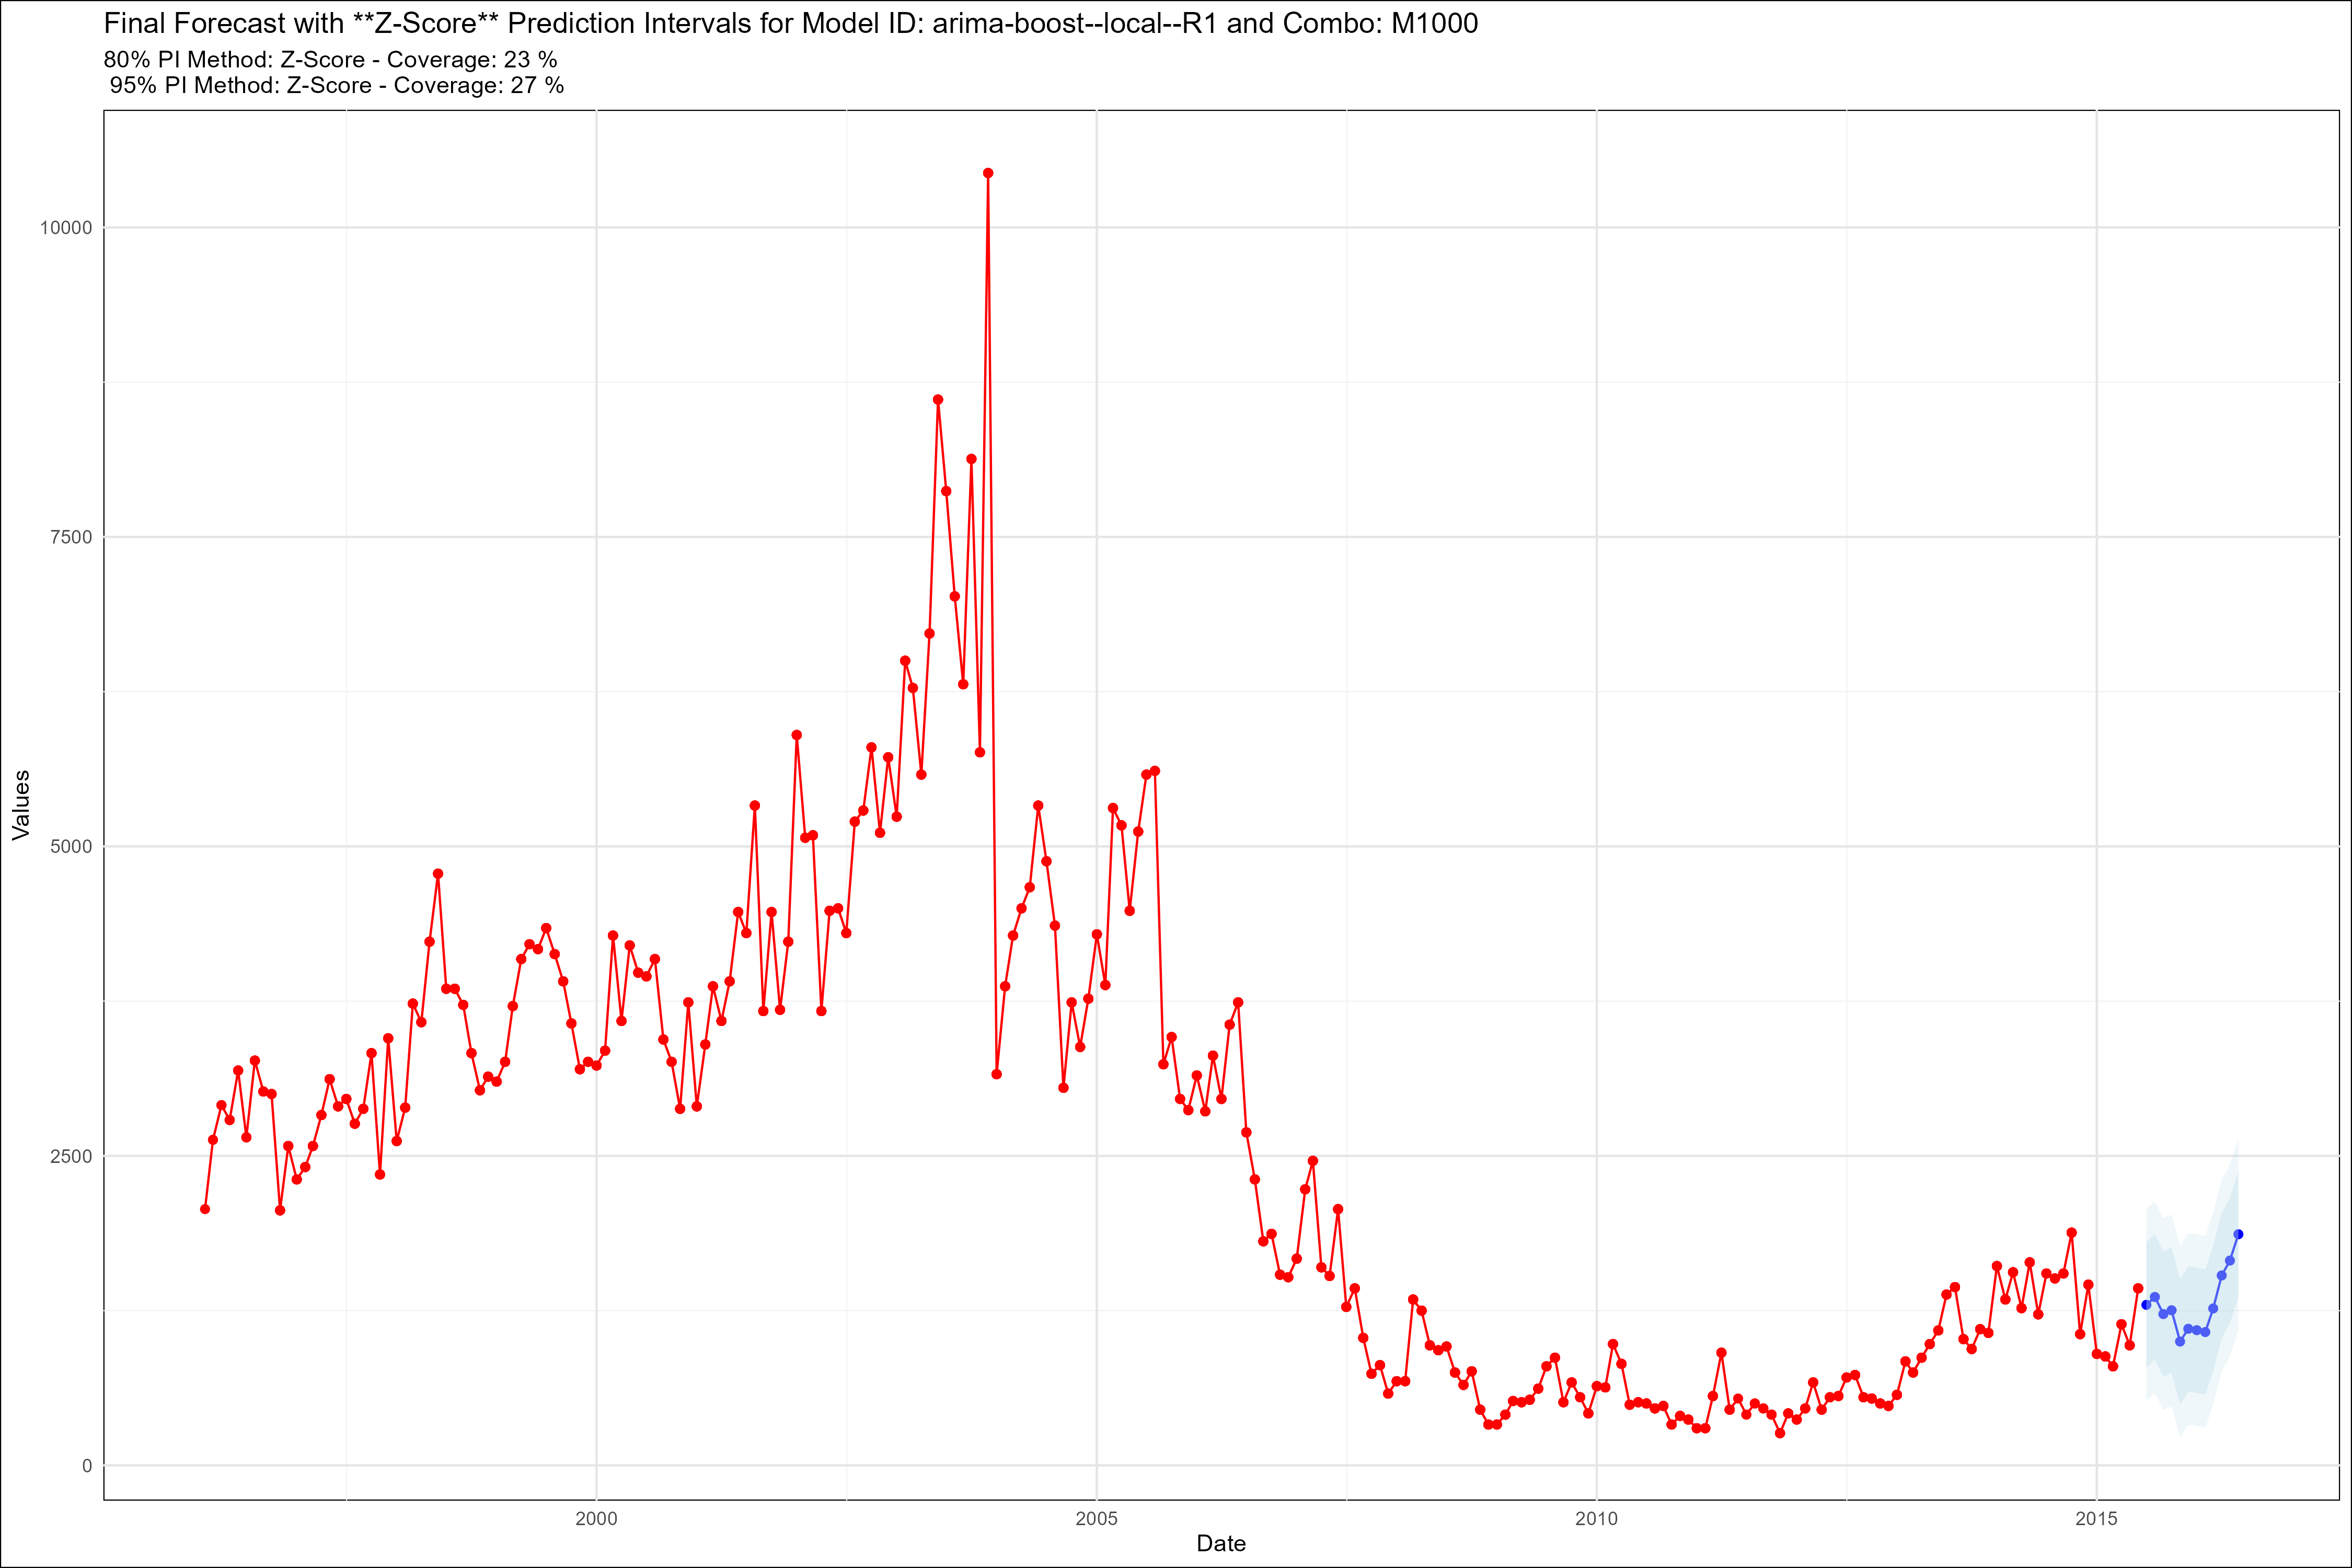 Final Forecast with **Z-Score** Prediction Intervals for Model ID: arima-boost--local--R1 and Combo: M1000
80% PI Method: Z-Score - Coverage: 23 %
95% PI Method: Z-Score - Coverage: 27 %
10000
7500
5000
2500
0
Values
2000
2005
2010
2015
Date